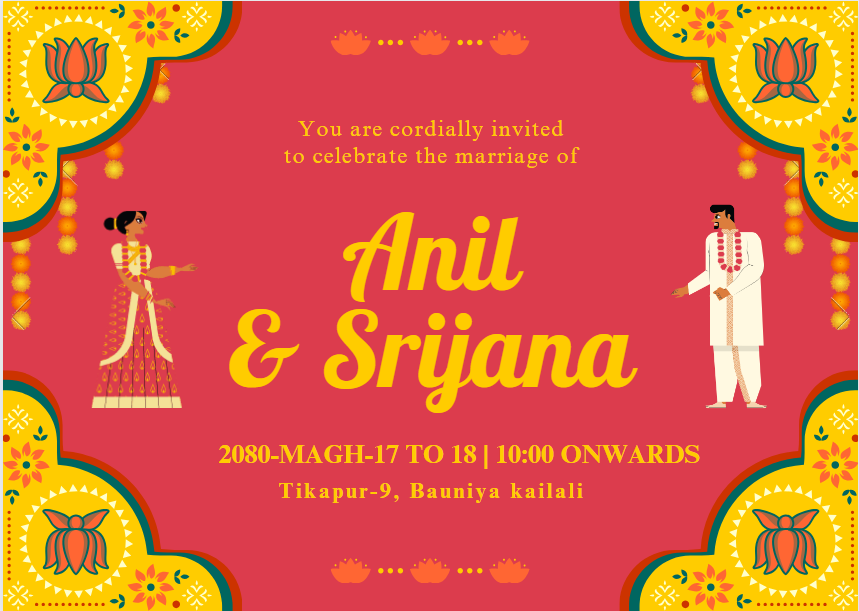 You are cordially invited
to celebrate the marriage of
Anil
& Srijana
2080-MAGH-17 TO 18 | 10:00 ONWARDS
Tikapur-9, Bauniya kailali